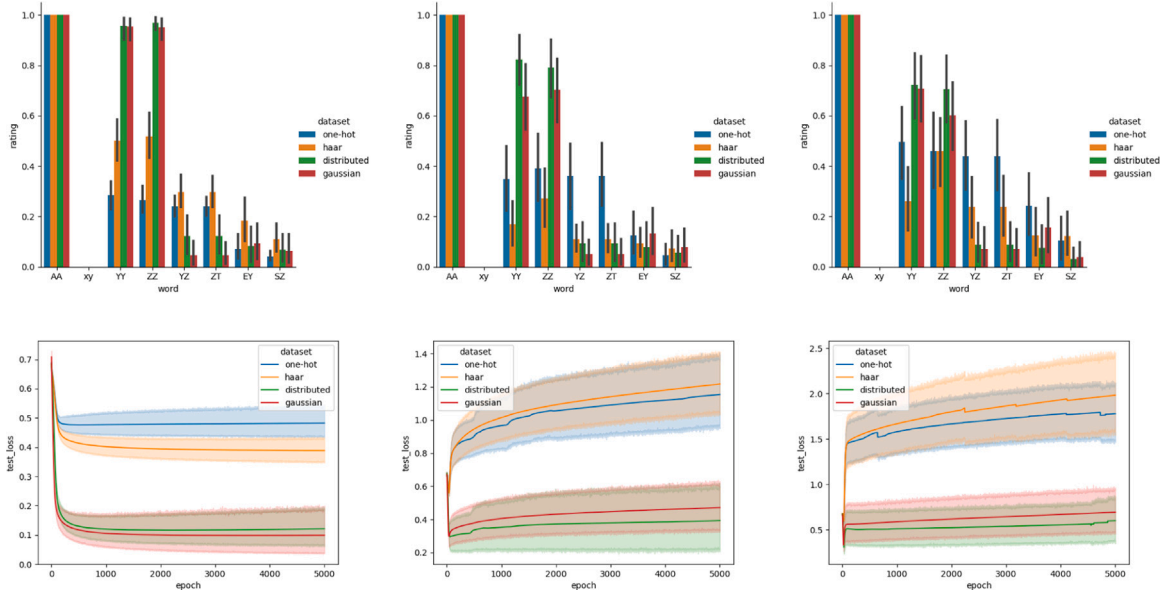 1.0
0.8
0.6
0.4
0.2
0.0
rating
AA xy YY ZZ YZ ZT EY SZ
word
dataset
one-hot
haar
distributed
gaussian
1.0
0.8
0.6
0.4
0.2
0.0
rating
AA xy YY ZZ YZ ZT EY SZ
word
dataset
one-hot
haar
distributed
gaussian
1.0
0.8
0.6
0.4
0.2
0.0
rating
AA xy YY ZZ YZ ZT EY SZ
word
dataset
one-hot
haar
distributed
gaussian
0.7
0.6
0.5
0.4
0.3
0.2
0.1
0.0
test_loss
0 1000 2000 3000 4000 5000
epoch
dataset
one-hot
haar
distributed
gaussian
1.4
1.2
1.0
0.8
0.6
0.4
0.2
test_loss
0 1000 2000 3000 4000 5000
epoch
dataset
one-hot
haar
distributed
gaussian
2.5
2.0
1.5
1.0
0.5
test_loss
0 1000 2000 3000 4000 5000
epoch
dataset
one-hot
haar
distributed
gaussian